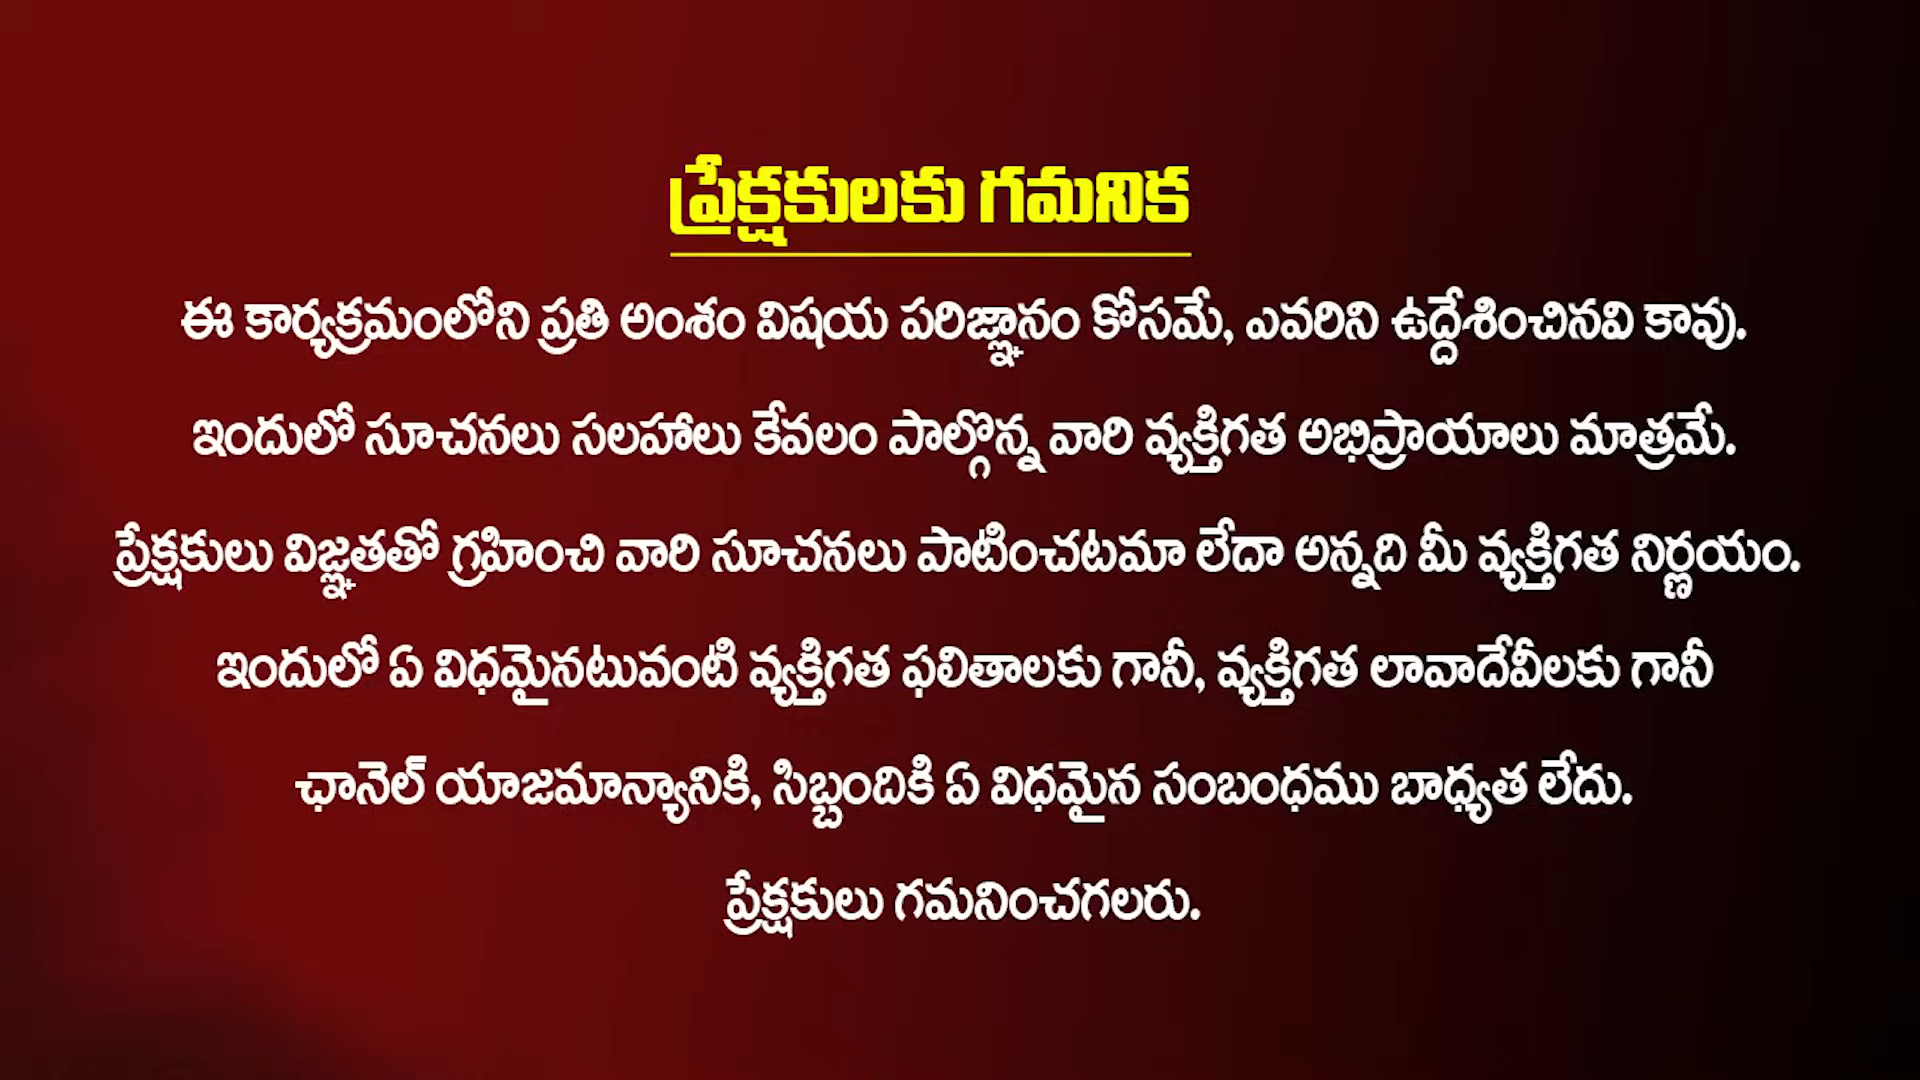 ప్రేక్షకులకు గమనిక
ఈ కార్యక్రమంలోని ప్రతి అంశం విషయ పరిజ్ఞానం కోసమే, ఎవరిని ఉద్దేశించినవి కావు.
ఇందులో సూచనలు సలహాలు కేవలం పాల్గొన్న వారి వ్యక్తిగత అభిప్రాయాలు మాత్రమే.
ప్రేక్షకులు విజ్ఞతతో గ్రహించి వారి సూచనలు పాటించటమా లేదా అన్నది మీ వ్యక్తిగత నిర్ణయం.
ఇందులో ఏ విధమైనటువంటి వ్యక్తిగత ఫలితాలకు గానీ, వ్యక్తిగత లావాదేవీలకు గానీ
ఛానెల్ యాజమాన్యానికి, సిబ్బందికి ఏ విధమైన సంబంధము బాధ్యత లేదు.
ప్రేక్షకులు గమనించగలరు.